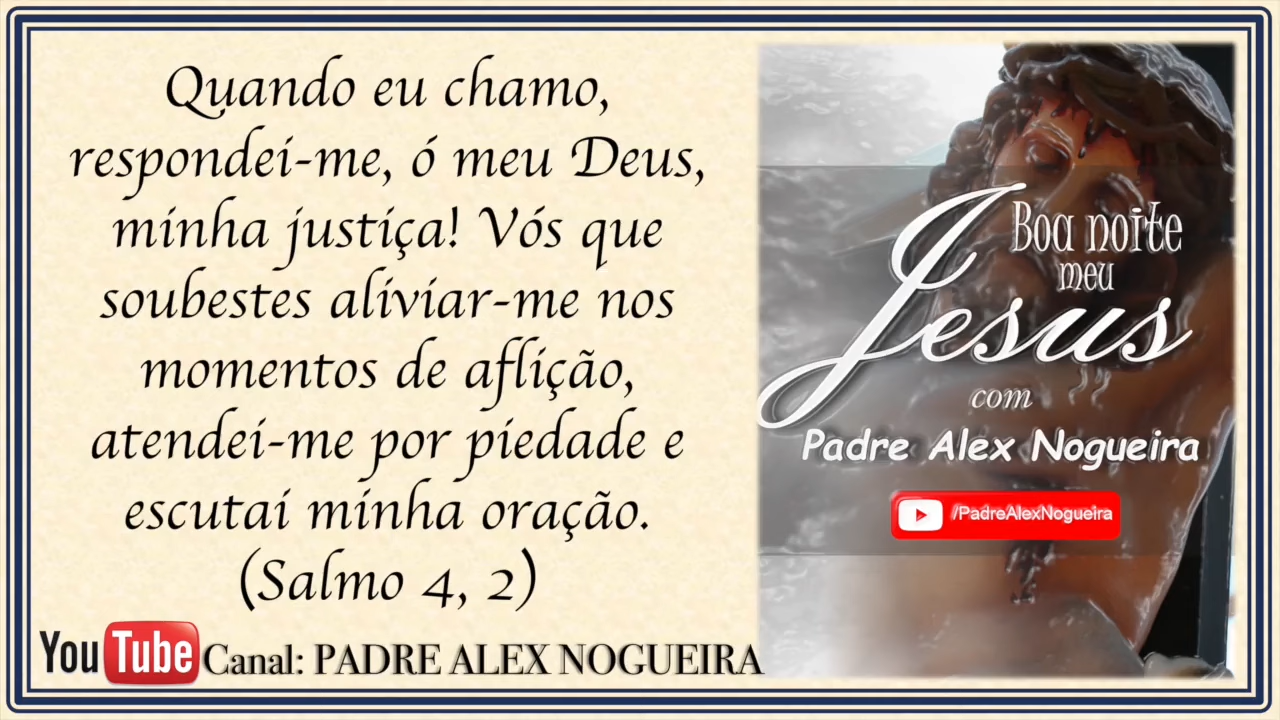 Quando eu chamo,
respondei-me, ó meu Deus,
minha justiça! Vós que
soubestes aliviar-me nos
momentos de aflição,
atendei-me por piedade e
escutai minha oração.
(Salmo 4, 2)
YouTube Canal: PADRE ALEX NOGUEIRA
Boa noite
meu
Jesus
com
Padre Alex Nogueira
/PadreAlexNogueira